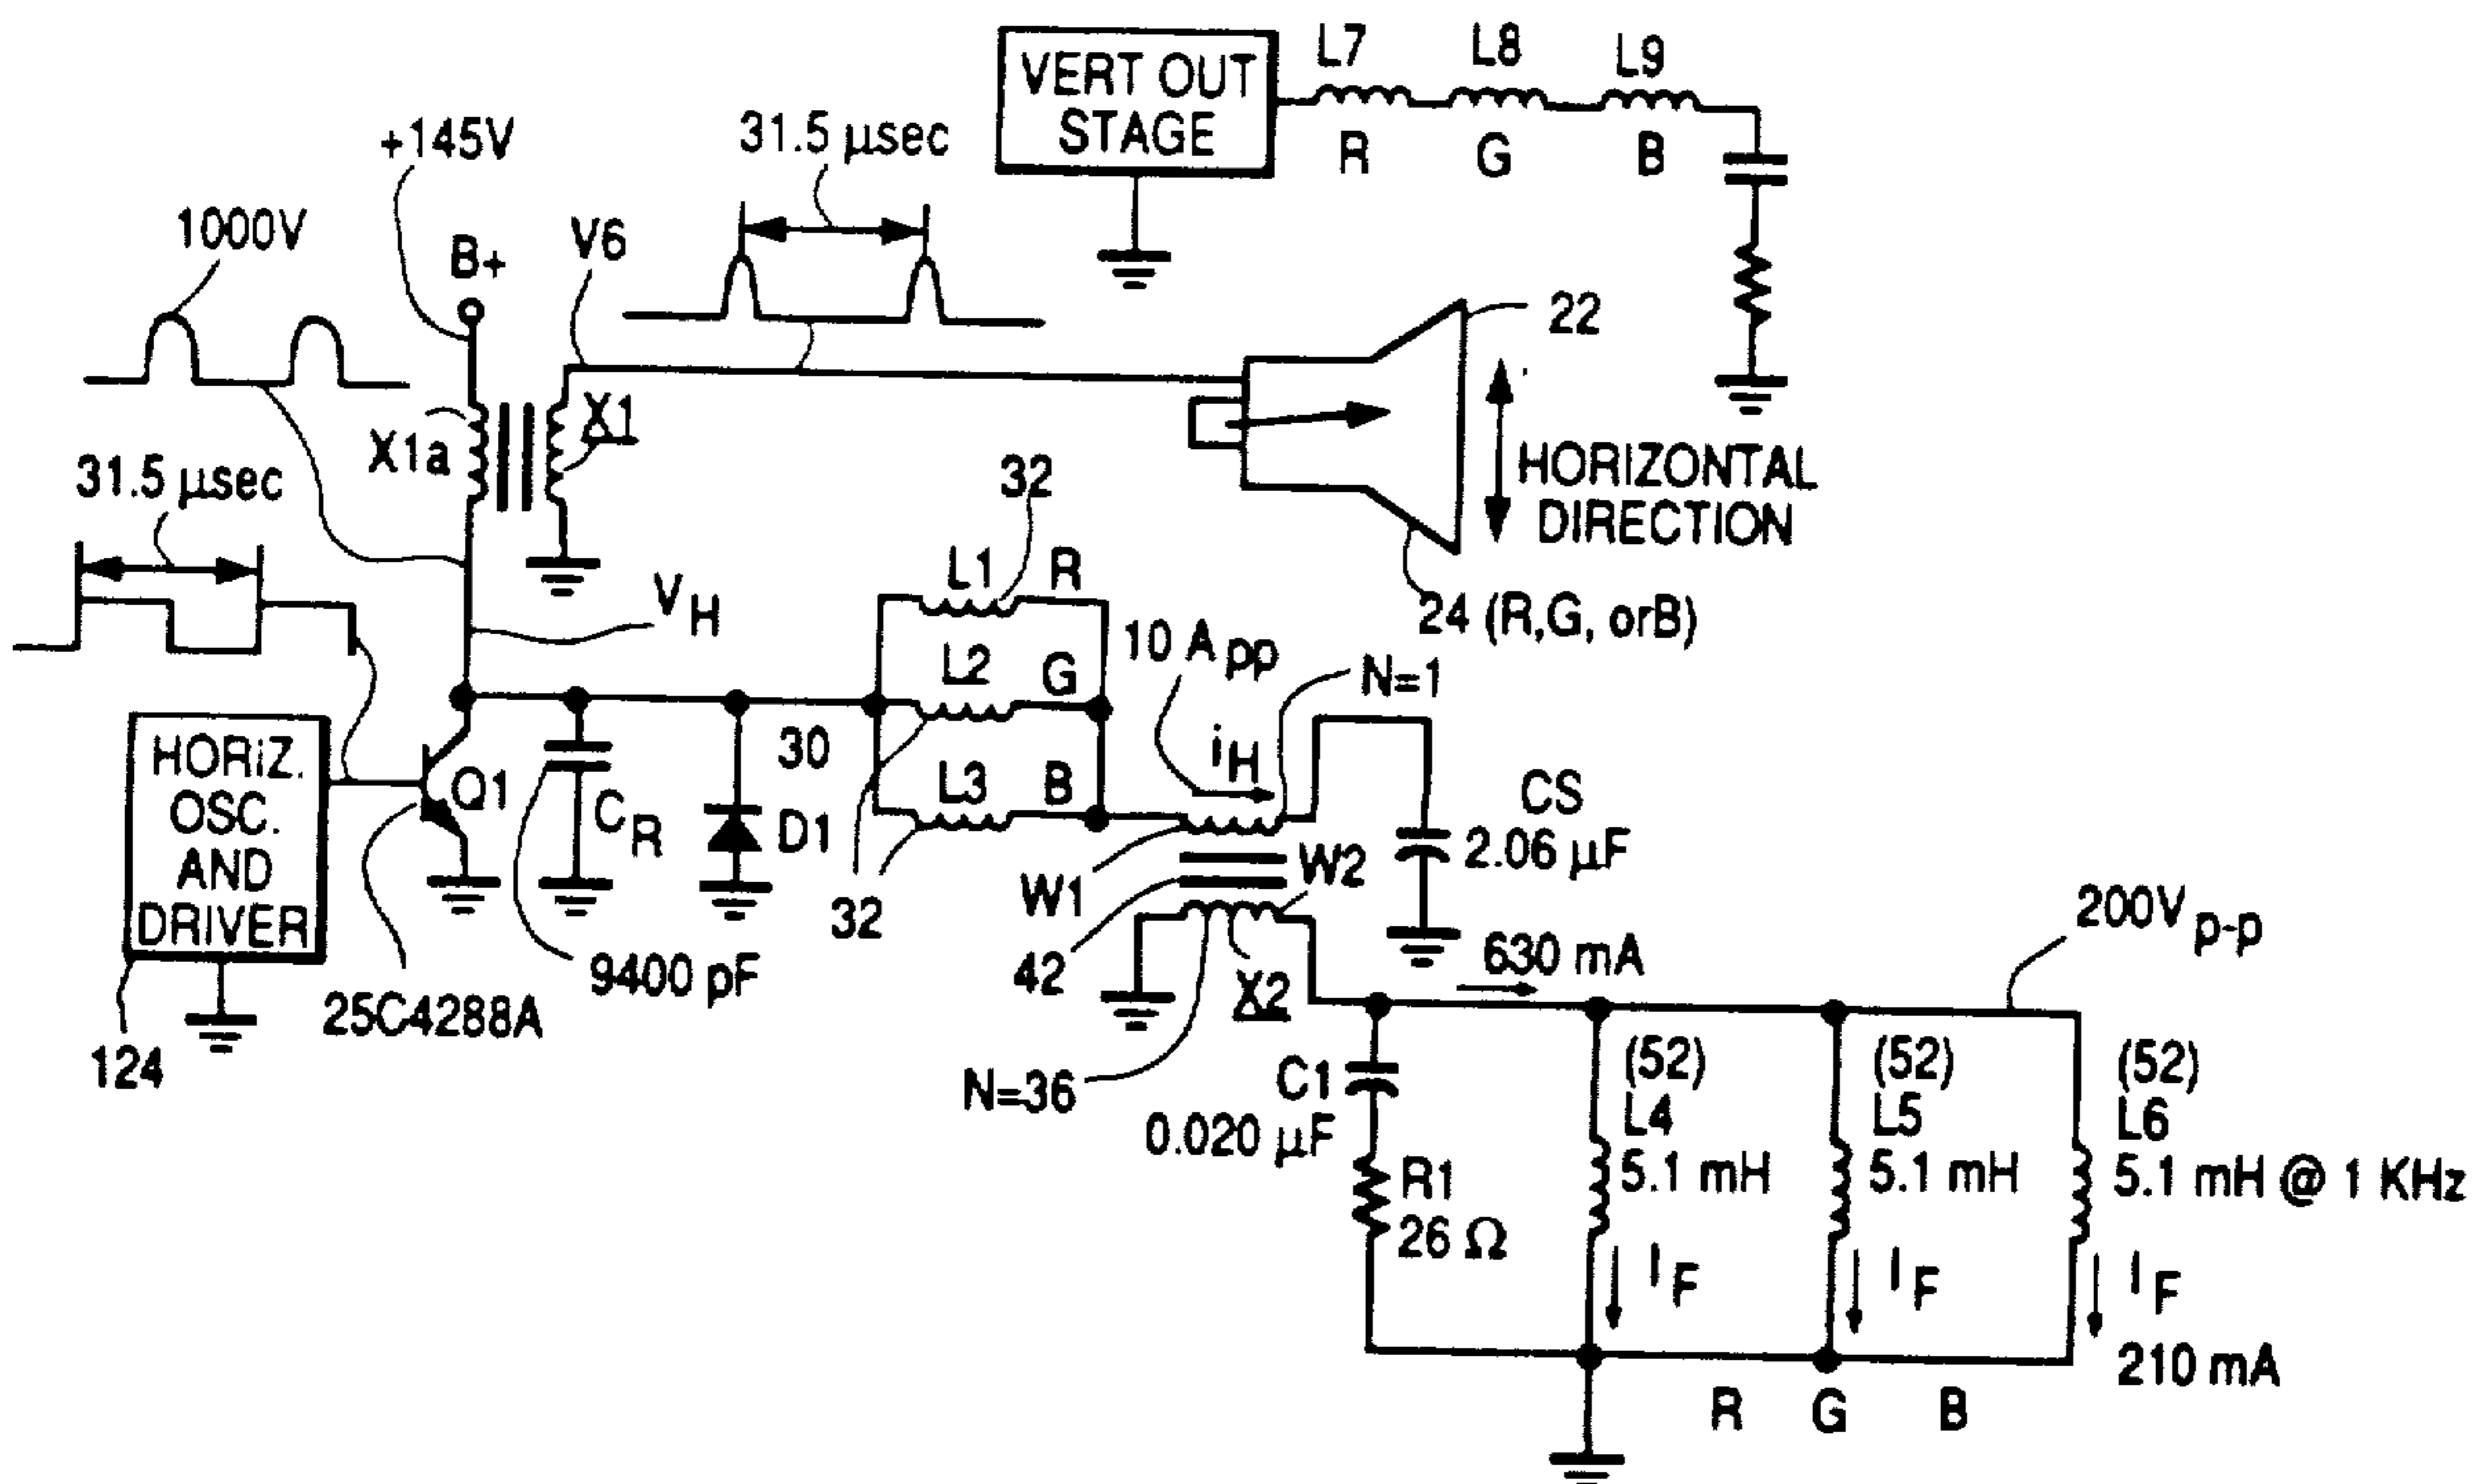 VERT OUT
STAGE
L7
L8
L9
R
G
B
+145V
31.5 μsec
1000V
B+
V6
22
X1a
X1
31.5 μsec
HORIZONTAL
DIRECTION
24 (R,G, orB)
32
L1
R
VH
L2
G
10 App
N=1
iH
30
L3
B
HORiZ.
OSC.
AND
DRIVER
Q1
CR
D1
CS
2.06 μF
W1
W2
32
42
630 mA
200Vp-p
9400 pF
25C4288A
X2
124
N=36
C1
0.020 μF
R1
26 Ω
(52)
L4
5.1 mH
(52)
L5
5.1 mH
(52)
L6
5.1 mH @ 1 KHz
IF
IF
IF
210 mA
R
G
B